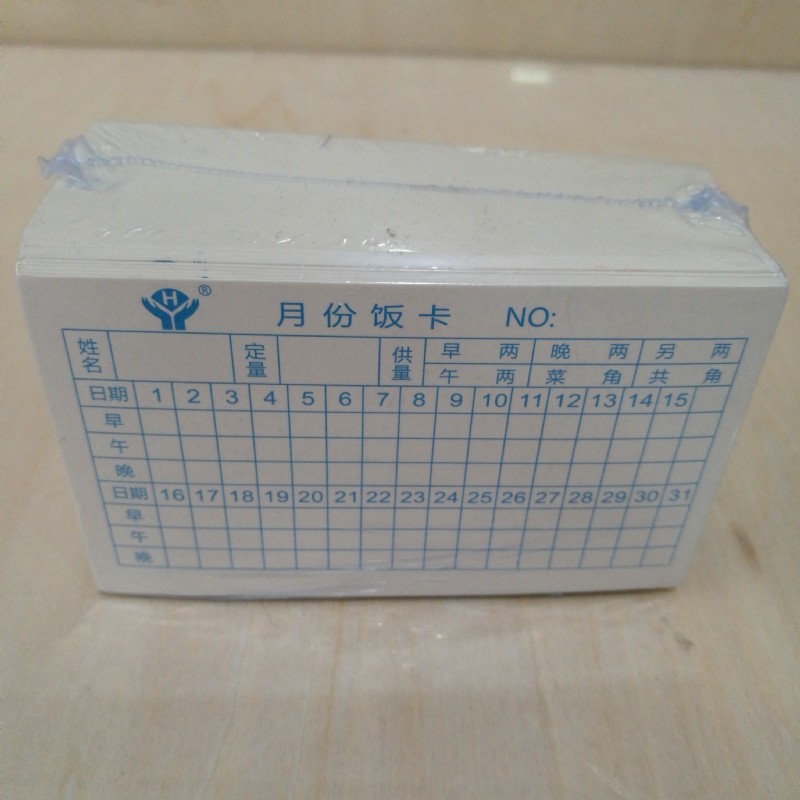 H ® 月份饭卡 NO:
姓名 定量 供量 早 两 晚 两 另 两
午 两 菜 角 共 角
日期 1 2 3 4 5 6 7 8 9 10 11 12 13 14 15
早
午
晚
日期 16 17 18 19 20 21 22 23 24 25 26 27 28 29 30 31
早
午
晚